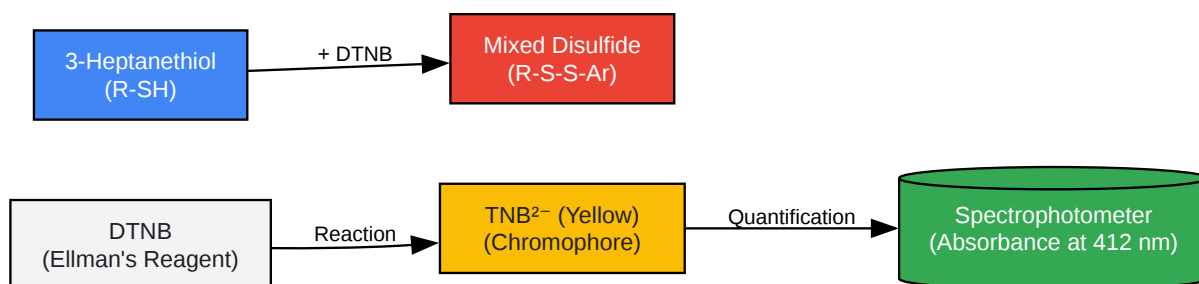 3-Heptanethiol
(R-SH)
+ DTNB
Mixed Disulfide
(R-S-S-Ar)
DTNB
(Ellman's Reagent)
Reaction
TNB²⁻ (Yellow)
(Chromophore)
Quantification
Spectrophotometer
(Absorbance at 412 nm)